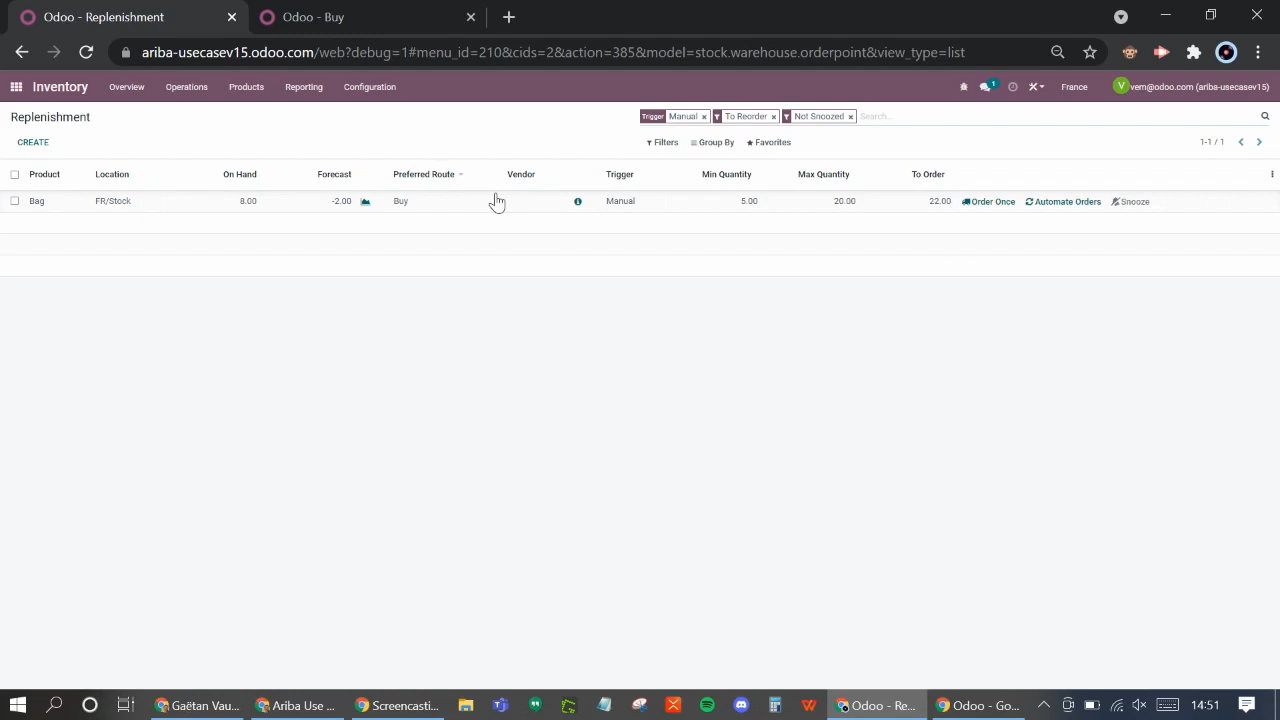 Odoo - Replenishment
Odoo - Buy
ariba-usecasev15.odoo.com/web?debug=1#menu_id=210&cids=2&action=385&model=stock.warehouse.orderpoint&view_type=list
Inventory Overview Operations Products Reporting Configuration 1 France V vem@odoo.com (ariba-usecasev15)
Replenishment Trigger Manual To Reorder Not Snoozed Search...
CREATE Filters Group By Favorites 1-1 / 1
Product Location On Hand Forecast Preferred Route Vendor Trigger Min Quantity Max Quantity To Order
Bag FR/Stock 8.00 -2.00 Buy Manual 5.00 20.00 22.00 Order Once Automate Orders Snooze
Gaëtan Vau... Ariba Use ... Screencasti... Odoo - Re... Odoo - Go... 14:51